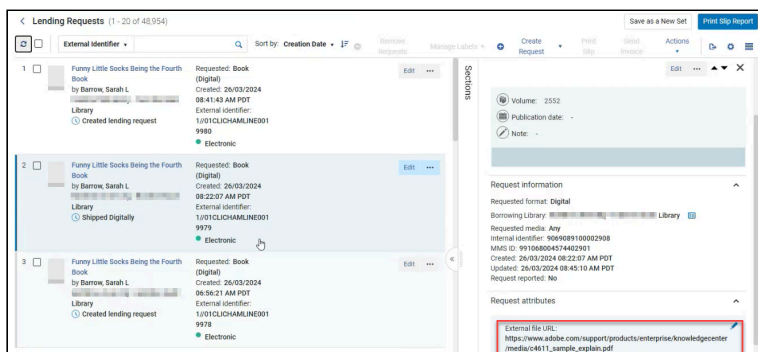 Lending Requests (1 - 20 of 48,954)
Save as a New Set
Print Slip Report
External Identifier
Sort by: Creation Date
Remove Requests
Manage Labels
Create Request
Print Slip
Send Invoice
Actions
1
Funny Little Socks Being the Fourth
Book
by Barrow, Sarah L
Library
Created lending request
Requested: Book
(Digital)
Created: 26/03/2024
08:41:43 AM PDT
External identifier:
1//01CLICHAMLINE001
9980
Electronic
Edit
2
Funny Little Socks Being the Fourth
Book
by Barrow, Sarah L
Library
Shipped Digitally
Requested: Book
(Digital)
Created: 26/03/2024
08:22:07 AM PDT
External identifier:
1//01CLICHAMLINE001
9979
Electronic
Edit
3
Funny Little Socks Being the Fourth
Book
by Barrow, Sarah L
Library
Created lending request
Requested: Book
(Digital)
Created: 26/03/2024
06:56:21 AM PDT
External identifier:
1//01CLICHAMLINE001
9978
Electronic
Edit
Sections
Edit
Volume: 2552
Publication date: -
Note: -
Request information
Requested format: Digital
Borrowing Library: Library
Requested media: Any
Internal identifier: 9069089100002908
MMS ID: 991068004574402901
Created: 26/03/2024 08:22:07 AM PDT
Updated: 26/03/2024 08:45:10 AM PDT
Request reported: No
Request attributes
External file URL:
https://www.adobe.com/support/products/enterprise/knowledgecenter
/media/c4611_sample_explain.pdf